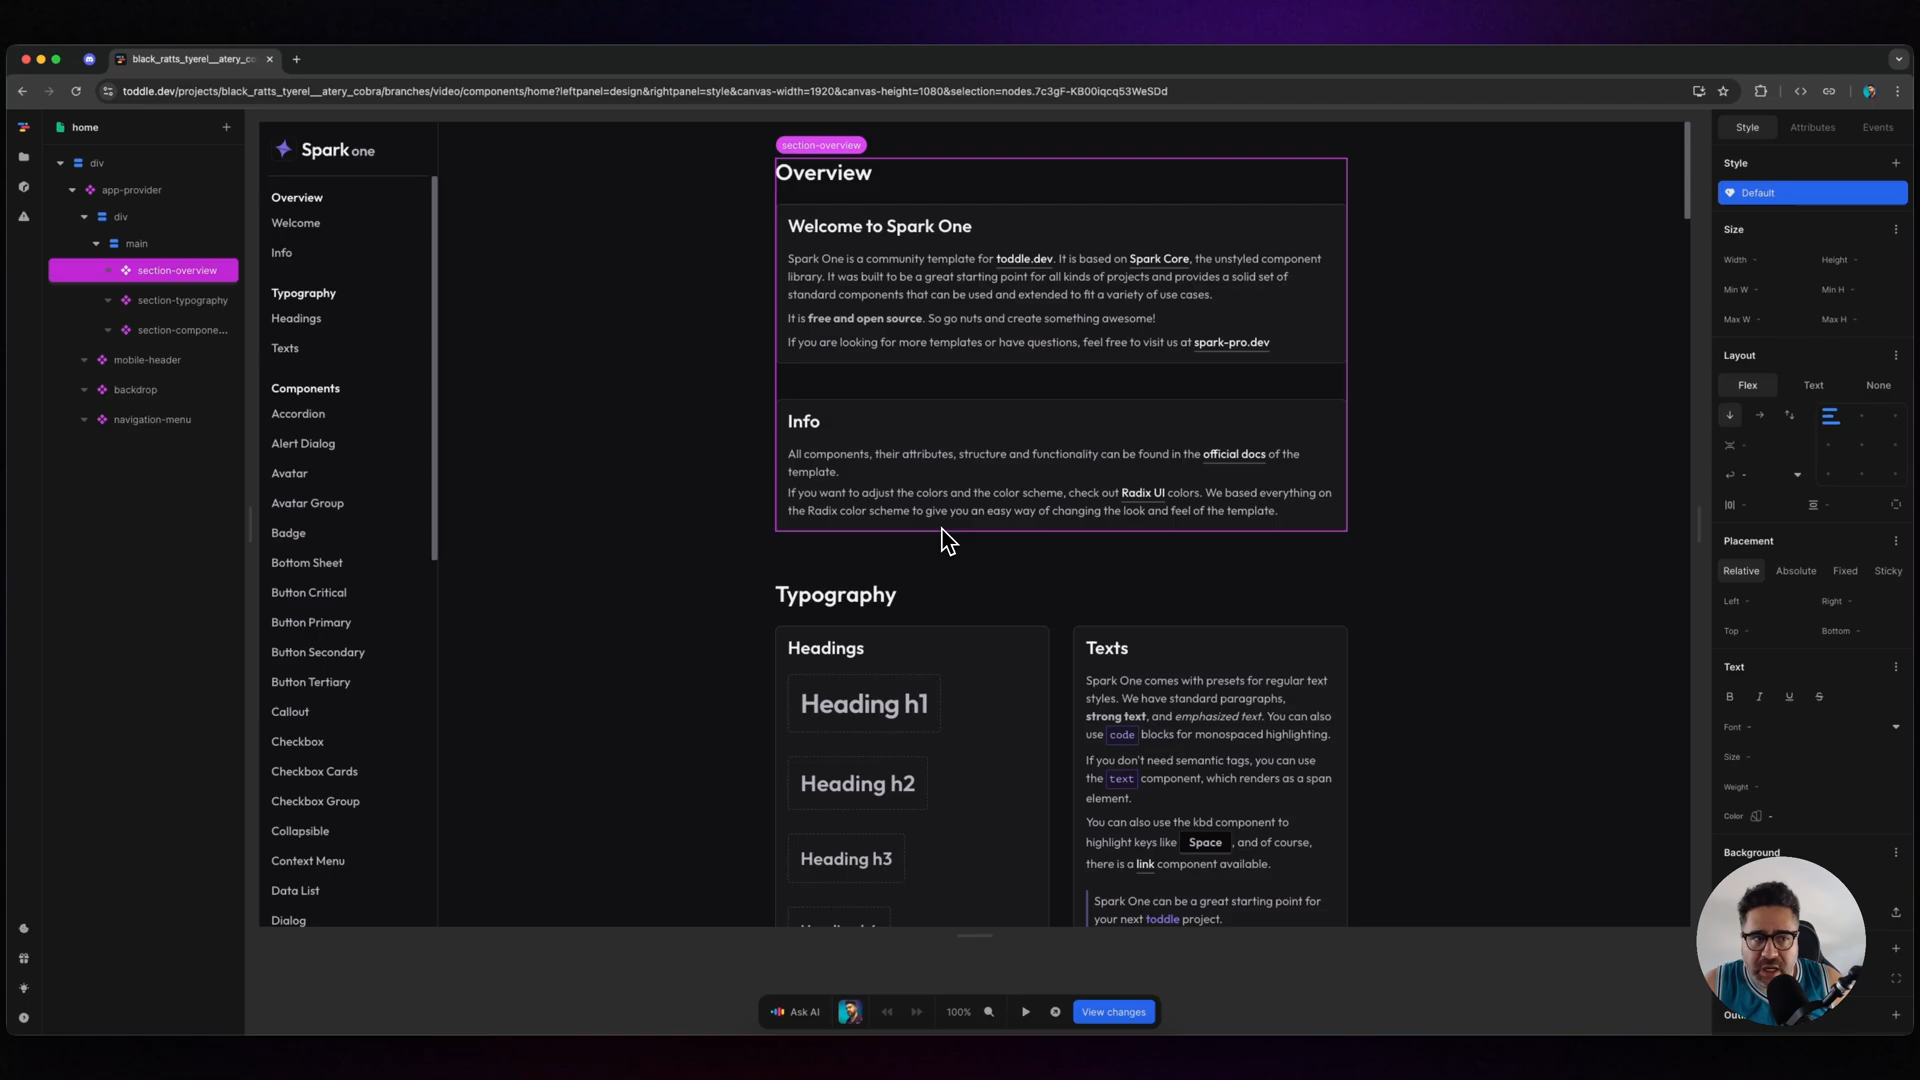 black_ratts_tyerel__atery_co
toddle.dev/projects/black_ratts_tyerel__atery_cobra/branches/video/components/home?leftpanel=design&rightpanel=style&canvas-width=1920&canvas-height=1080&selection=nodes.7c3gF-KB00iqcq53WeSDd
home
div
app-provider
div
main
section-overview
section-typography
section-compone...
mobile-header
backdrop
navigation-menu
Spark one
Overview
Welcome
Info
Typography
Headings
Texts
Components
Accordion
Alert Dialog
Avatar
Avatar Group
Badge
Bottom Sheet
Button Critical
Button Primary
Button Secondary
Button Tertiary
Callout
Checkbox
Checkbox Cards
Checkbox Group
Collapsible
Context Menu
Data List
Dialog
section-overview
Overview
Welcome to Spark One
Spark One is a community template for toddle.dev. It is based on Spark Core, the unstyled component
library. It was built to be a great starting point for all kinds of projects and provides a solid set of
standard components that can be used and extended to fit a variety of use cases.
It is free and open source. So go nuts and create something awesome!
If you are looking for more templates or have questions, feel free to visit us at spark-pro.dev
Info
All components, their attributes, structure and functionality can be found in the official docs of the
template.
If you want to adjust the colors and the color scheme, check out Radix UI colors. We based everything on
the Radix color scheme to give you an easy way of changing the look and feel of the template.
Typography
Headings
Heading h1
Heading h2
Heading h3
Texts
Spark One comes with presets for regular text
styles. We have standard paragraphs,
strong text, and emphasized text. You can also
use code blocks for monospaced highlighting.
If you don't need semantic tags, you can use
the text component, which renders as a span
element.
You can also use the kbd component to
highlight keys like Space , and of course,
there is a link component available.
Spark One can be a great starting point for
your next toddle project.
Ask AI
100%
View changes
Style Attributes Events
Style
Default
Size
Width - Height -
Min W - Min H -
Max W - Max H -
Layout
Flex Text None
Placement
Relative Absolute Fixed Sticky
Left - Right -
Top - Bottom -
Text
B I U S
Font -
Size -
Weight -
Color -
Background